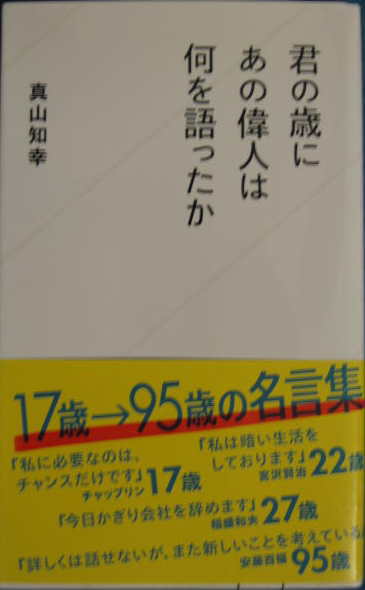 君の歳に
あの偉人は
何を語ったか
真山知幸
17歳→95歳の名言集
『私に必要なのは、
チャンスだけです』
チャップリン 17歳
『私は暗い生活を
しております』
宮沢賢治 22歳
『今日かぎり会社を辞めます』
稲盛和夫 27歳
『詳しくは話せないが、また新しいことを考えている』
安藤百福 95歳